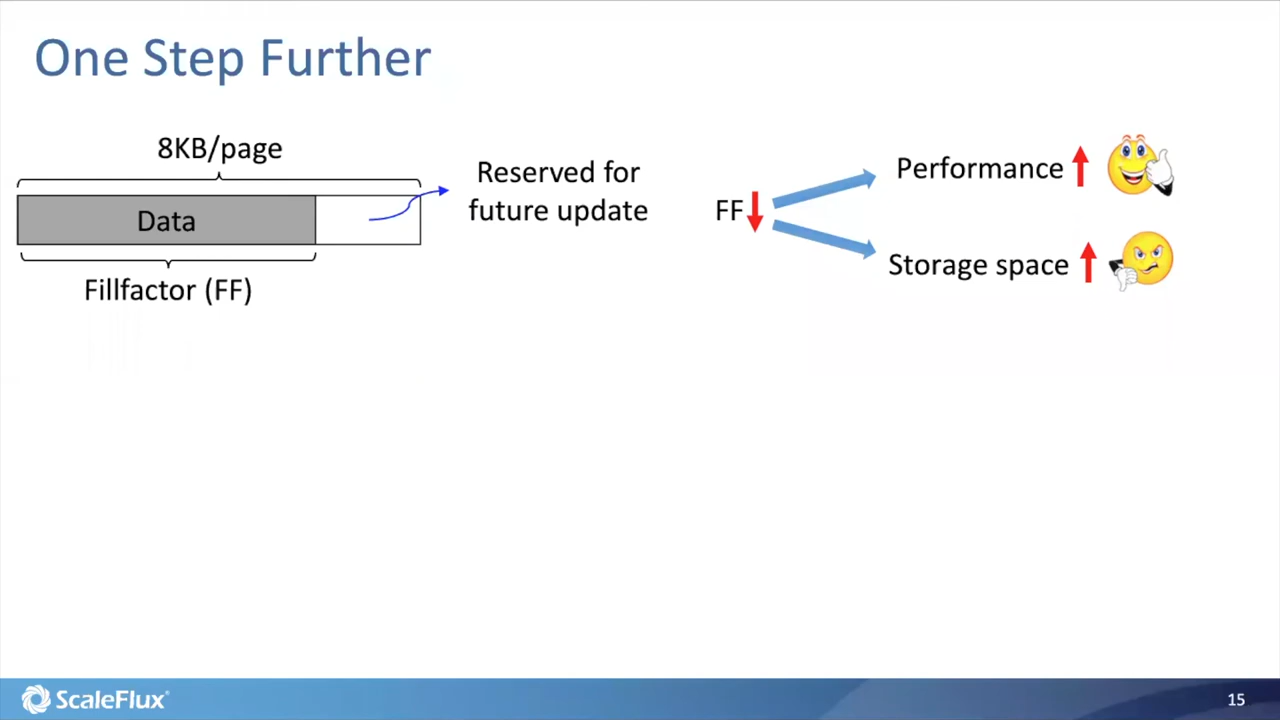 One Step Further
8KB/page
Data
Fillfactor (FF)
Reserved for
future update
FF
Performance
Storage space
ScaleFlux
15